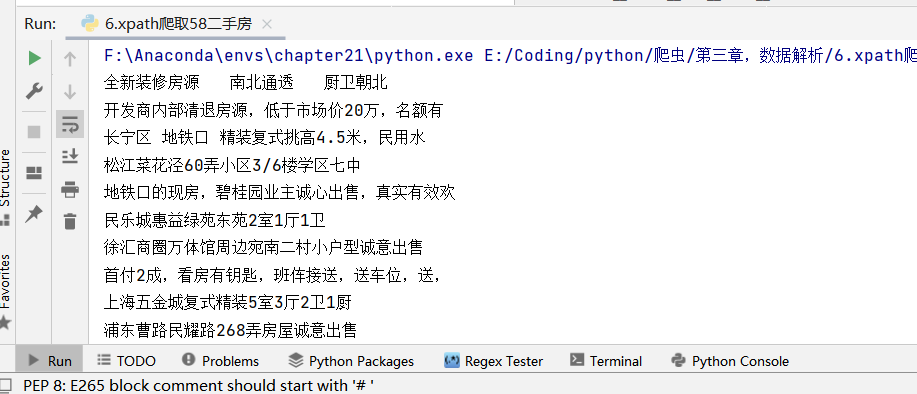 Run: 6.xpath爬取58二手房 ×
F:\Anaconda\envs\chapter21\python.exe E:/Coding/python/爬虫/第三章，数据解析/6.xpath爬
全新装修房源 南北通透 厨卫朝北
开发商内部清退房源，低于市场价20万，名额有
长宁区 地铁口 精装复式挑高4.5米，民用水
松江菜花泾60弄小区3/6楼学区七中
地铁口的现房，碧桂园业主诚心出售，真实有效欢
民乐城惠益绿苑东苑2室1厅1卫
徐汇商圈万体馆周边宛南二村小户型诚意出售
首付2成，看房有钥匙，班侔接送，送车位，送，
上海五金城复式精装5室3厅2卫1厨
浦东曹路民耀路268弄房屋诚意出售
Structure
Favorites
Run TODO Problems Python Packages Regex Tester Terminal Python Console
PEP 8: E265 block comment should start with '# '